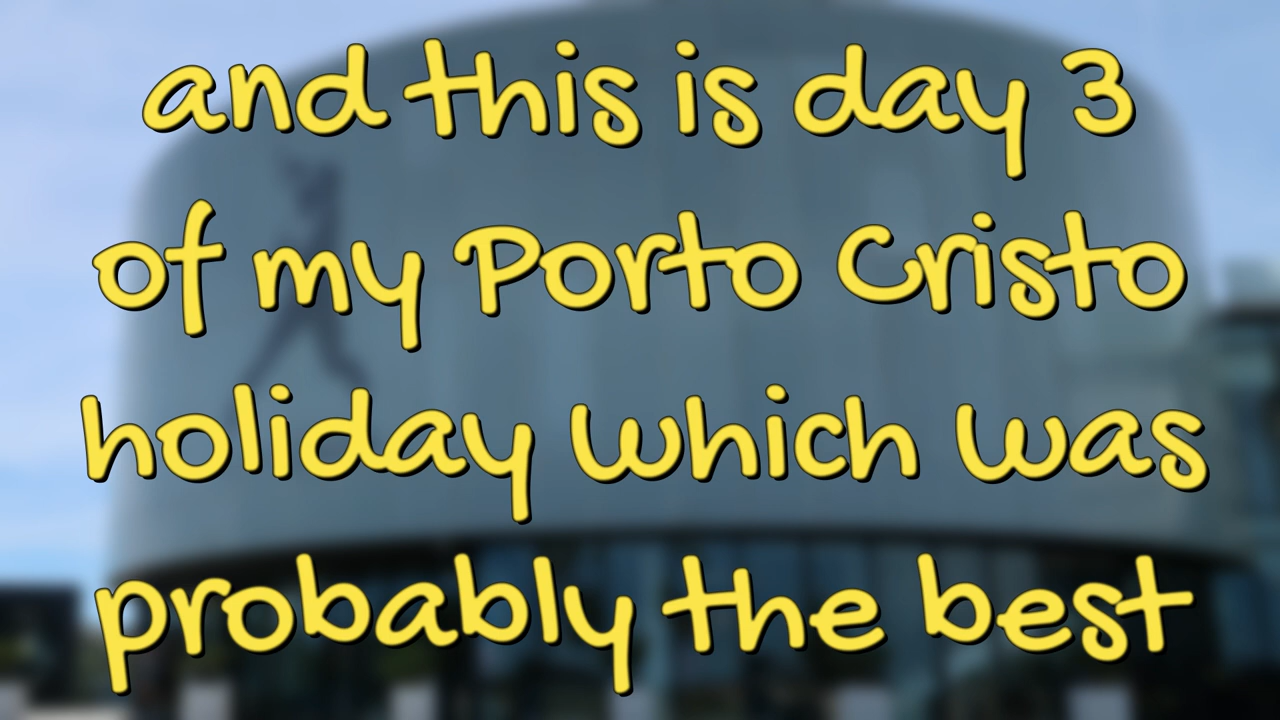 and this is day 3
of my Porto Cristo
holiday which was
probably the best